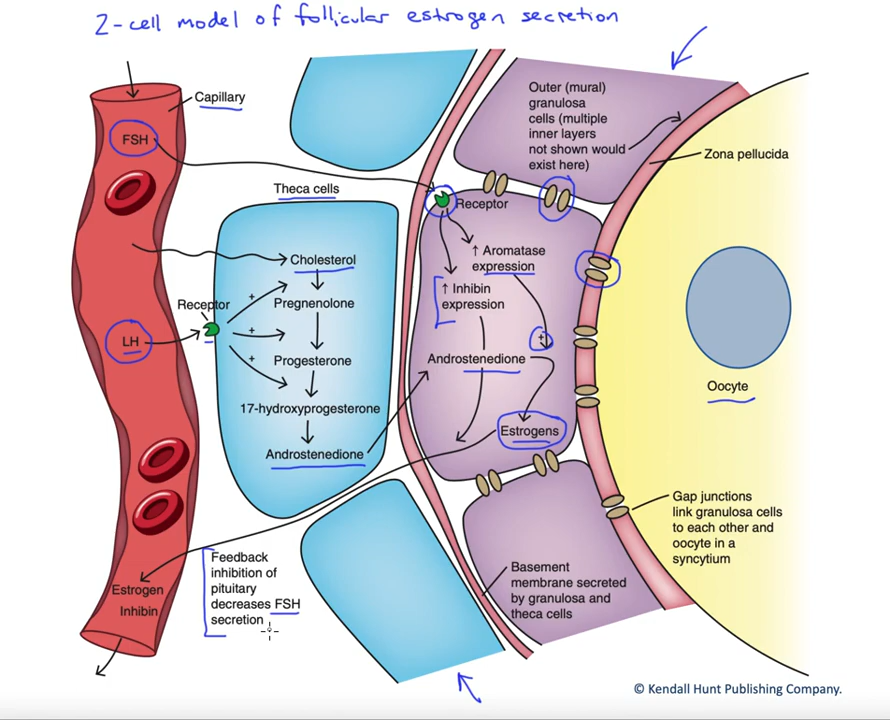 2-cell model of follicular estrogen secretion
Capillary
FSH
Theca cells
Outer (mural)
granulosa
cells (multiple
inner layers
not shown would
exist here)
Zona pellucida
Receptor
↑ Aromatase
expression
Cholesterol
↑ Inhibin
expression
+
Pregnenolone
Receptor
LH
+
+
Progesterone
+
Androstenedione
17-hydroxyprogesterone
Oocyte
Estrogens
Androstenedione
Gap junctions
link granulosa cells
to each other and
oocyte in a
syncytium
Feedback
inhibition of
pituitary
decreases FSH
secretion
Estrogen
Inhibin
Basement
membrane secreted
by granulosa and
theca cells
© Kendall Hunt Publishing Company.